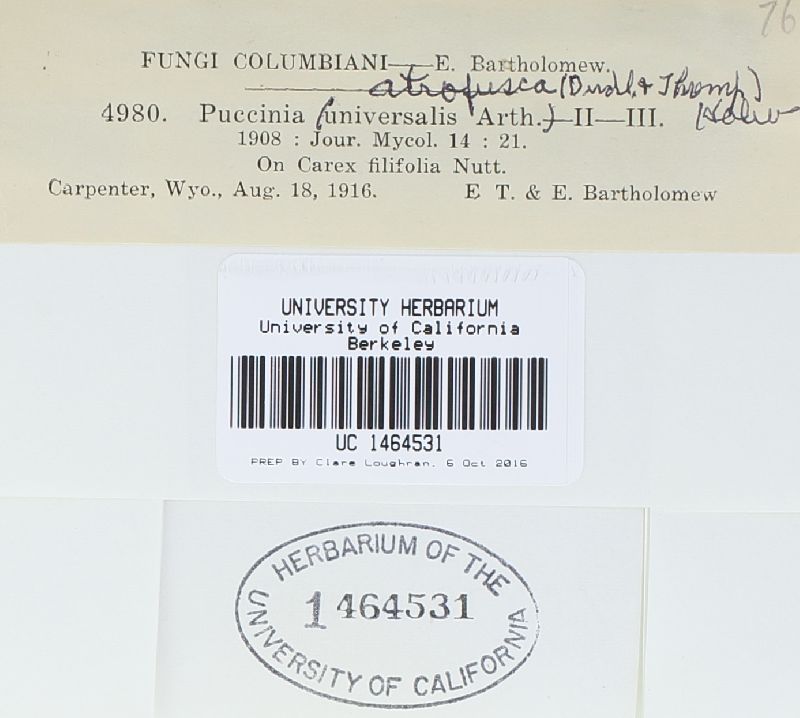 76
FUNGI COLUMBIANI—E. Bartholomew.
atrofusca (Dudl. & Thomp.) Holw
4980. Puccinia (universalis Arth.)—II—III.
1908 : Jour. Mycol. 14 : 21.
On Carex filifolia Nutt.
Carpenter, Wyo., Aug. 18, 1916. E T. & E. Bartholomew
UNIVERSITY HERBARIUM
University of California
Berkeley
UC 1464531
PREP BY Clare Loughran. 6 Oct 2016
HERBARIUM OF THE
1464531
UNIVERSITY OF CALIFORNIA